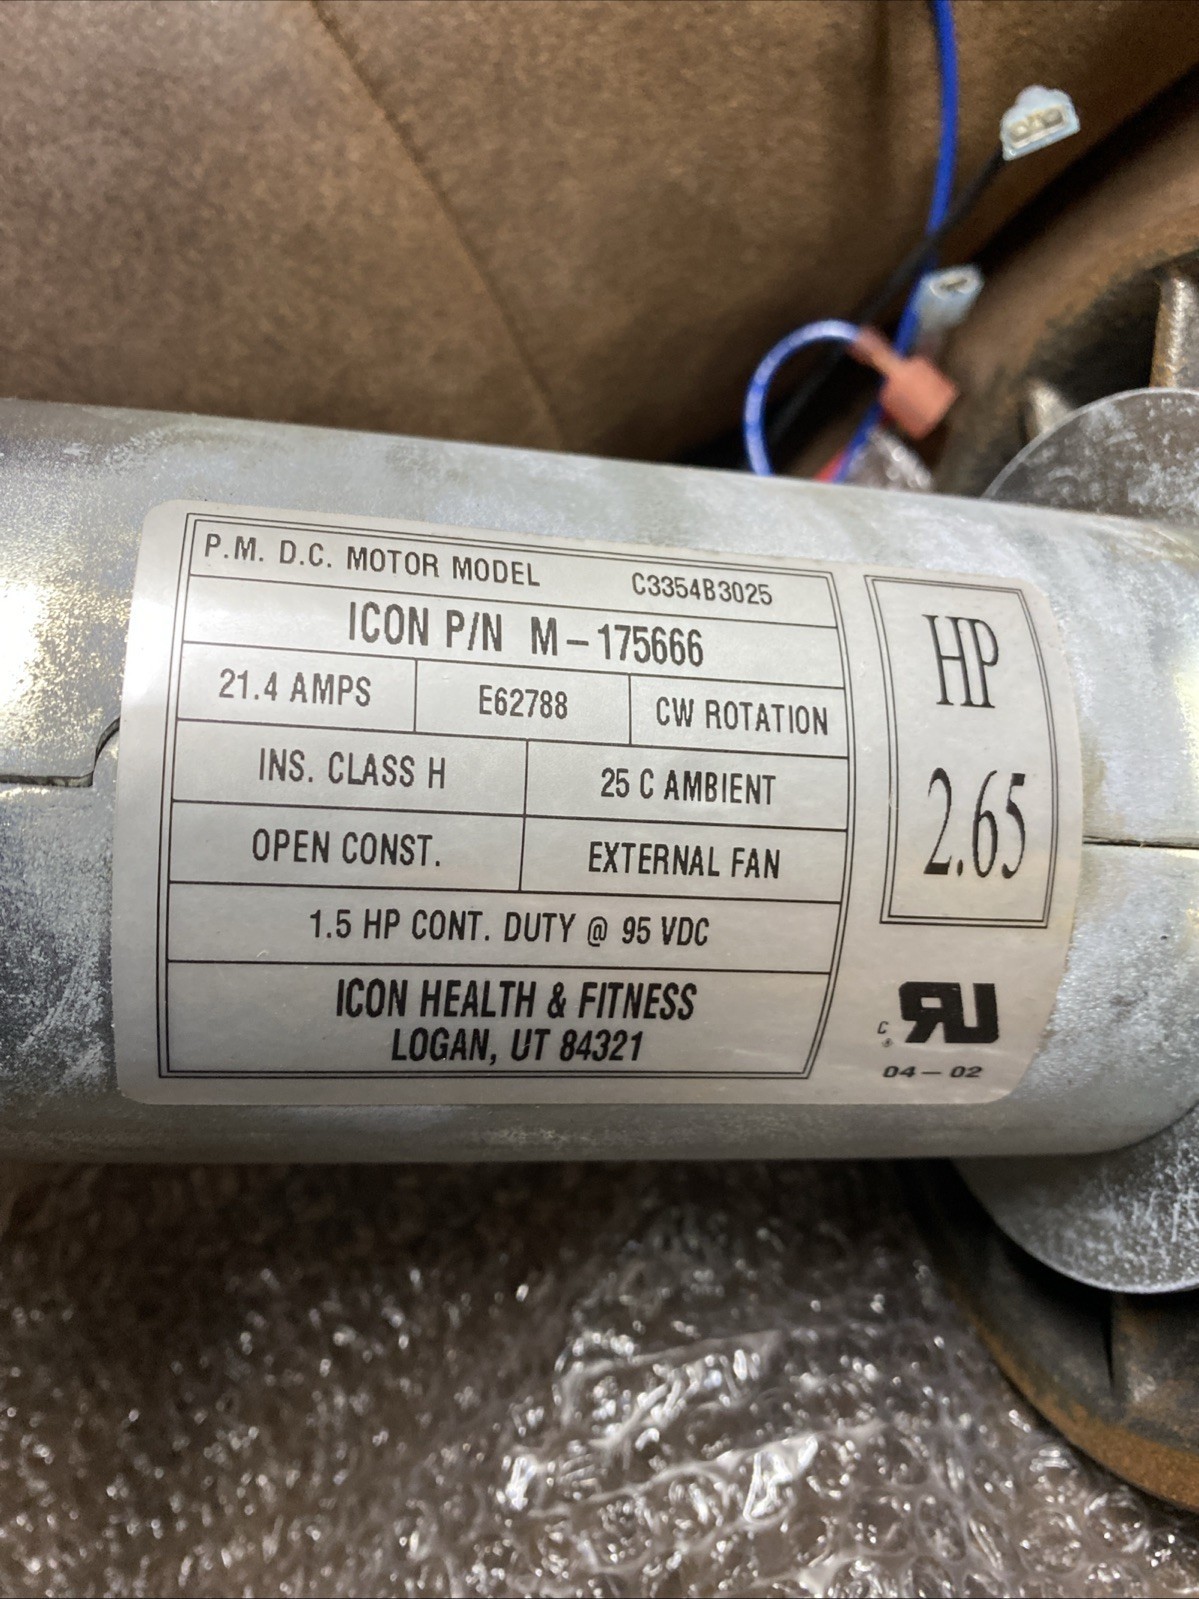 P.M. D.C. MOTOR MODEL C3354B3025
ICON P/N M-175666
21.4 AMPS E62788 CW ROTATION
INS. CLASS H 25 C AMBIENT
OPEN CONST. EXTERNAL FAN
1.5 HP CONT. DUTY @ 95 VDC
ICON HEALTH & FITNESS
LOGAN, UT 84321
HP
2.65
c RU
®
04-02